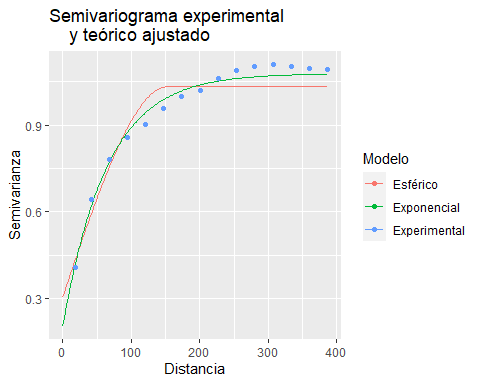 Semivariograma experimental
y teórico ajustado
Semivarianza
0.9
0.6
0.3
0
100
200
300
400
Distancia
Modelo
Esférico
Exponencial
Experimental